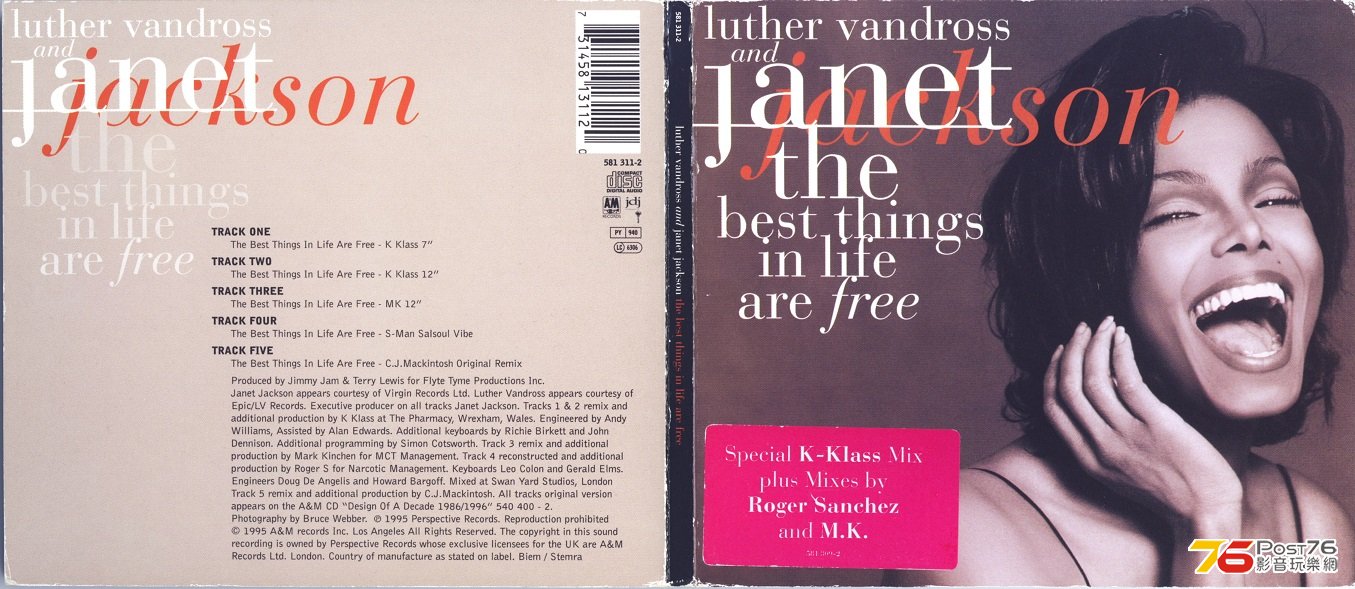 luther vandross
and
janet
jackson
the
best things
in life
are free
7 31458 13112 0
581 311-2
COMPACT
disc
DIGITAL AUDIO
AM
RECORDS
jdj
PY 940
LC 6306
TRACK ONE
The Best Things In Life Are Free - K Klass 7"
TRACK TWO
The Best Things In Life Are Free - K Klass 12"
TRACK THREE
The Best Things In Life Are Free - MK 12"
TRACK FOUR
The Best Things In Life Are Free - S-Man Salsoul Vibe
TRACK FIVE
The Best Things In Life Are Free - C.J.Mackintosh Original Remix
Produced by Jimmy Jam & Terry Lewis for Flyte Tyme Productions Inc.
Janet Jackson appears courtesy of Virgin Records Ltd. Luther Vandross appears courtesy of
Epic/LV Records. Executive producer on all tracks Janet Jackson. Tracks 1 & 2 remix and
additional production by K Klass at The Pharmacy, Wrexham, Wales. Engineered by Andy
Williams, Assisted by Alan Edwards. Additional keyboards by Richie Birkett and John
Dennison. Additional programming by Simon Cotsworth. Track 3 remix and additional
production by Mark Kinchen for MCT Management. Track 4 reconstructed and additional
production by Roger S for Narcotic Management. Keyboards Leo Colon and Gerald Elms.
Engineers Doug De Angelis and Howard Bargoff. Mixed at Swan Yard Studios, London
Track 5 remix and additional production by C.J.Mackintosh. All tracks original version
appears on the A&M CD "Design Of A Decade 1986/1996" 540 400 - 2.
Photography by Bruce Webber. ℗ 1995 Perspective Records. Reproduction prohibited
© 1995 A&M records Inc. Los Angeles All Rights Reserved. The copyright in this sound
recording is owned by Perspective Records whose exclusive licensees for the UK are A&M
Records Ltd. London. Country of manufacture as stated on label. Biem / Stemra
581 311-2
luther vandross and janet jackson the best things in life are free
luther vandross
and
janet
jackson
the
best things
in life
are free
Special K-Klass Mix
plus Mixes by
Roger Sanchez
and M.K.
581 309-2
76 Post76
影音玩樂網